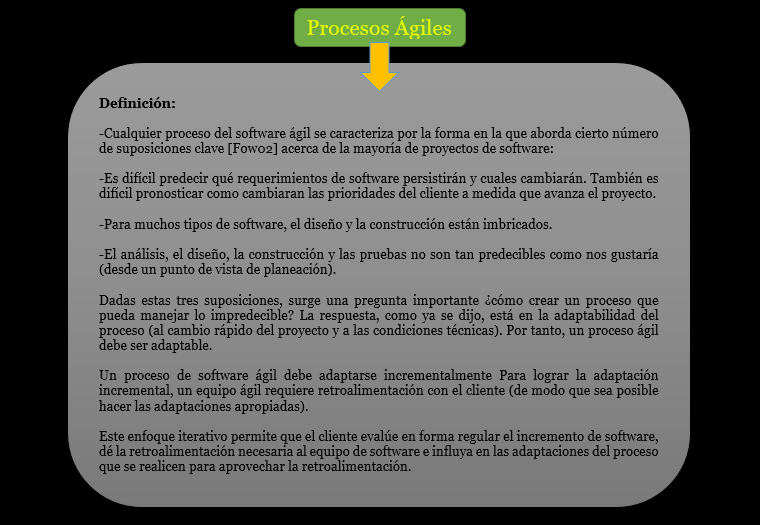 Procesos Ágiles
Definición:
-Cualquier proceso del software ágil se caracteriza por la forma en la que aborda cierto número
de suposiciones clave [Fow02] acerca de la mayoría de proyectos de software:
-Es difícil predecir qué requerimientos de software persistirán y cuales cambiarán. También es
difícil pronosticar como cambiaran las prioridades del cliente a medida que avanza el proyecto.
-Para muchos tipos de software, el diseño y la construcción están imbricados.
-El análisis, el diseño, la construcción y las pruebas no son tan predecibles como nos gustaría
(desde un punto de vista de planeación).
Dadas estas tres suposiciones, surge una pregunta importante ¿cómo crear un proceso que
pueda manejar lo impredecible? La respuesta, como ya se dijo, está en la adaptabilidad del
proceso (al cambio rápido del proyecto y a las condiciones técnicas). Por tanto, un proceso ágil
debe ser adaptable.
Un proceso de software ágil debe adaptarse incrementalmente Para lograr la adaptación
incremental, un equipo ágil requiere retroalimentación con el cliente (de modo que sea posible
hacer las adaptaciones apropiadas).
Este enfoque iterativo permite que el cliente evalúe en forma regular el incremento de software,
dé la retroalimentación necesaria al equipo de software e influya en las adaptaciones del proceso
que se realicen para aprovechar la retroalimentación.